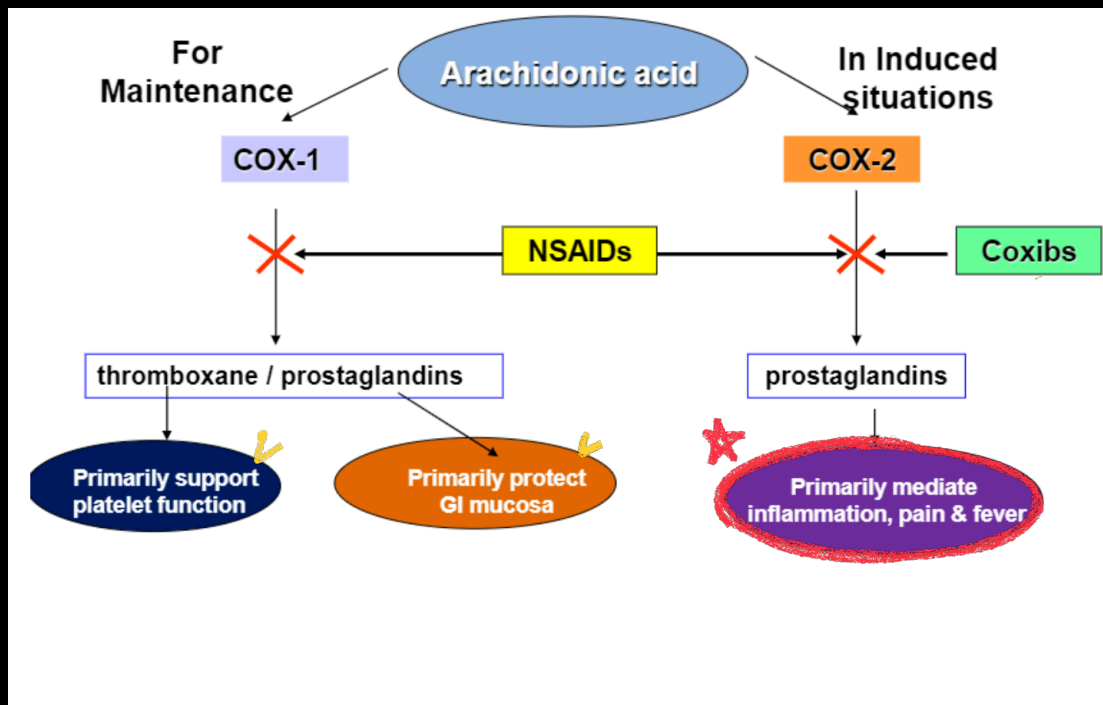 For
Maintenance
Arachidonic acid
In Induced
situations
COX-1
COX-2
NSAIDs
Coxibs
thromboxane / prostaglandins
prostaglandins
Primarily support
platelet function
Primarily protect
GI mucosa
Primarily mediate
inflammation, pain & fever